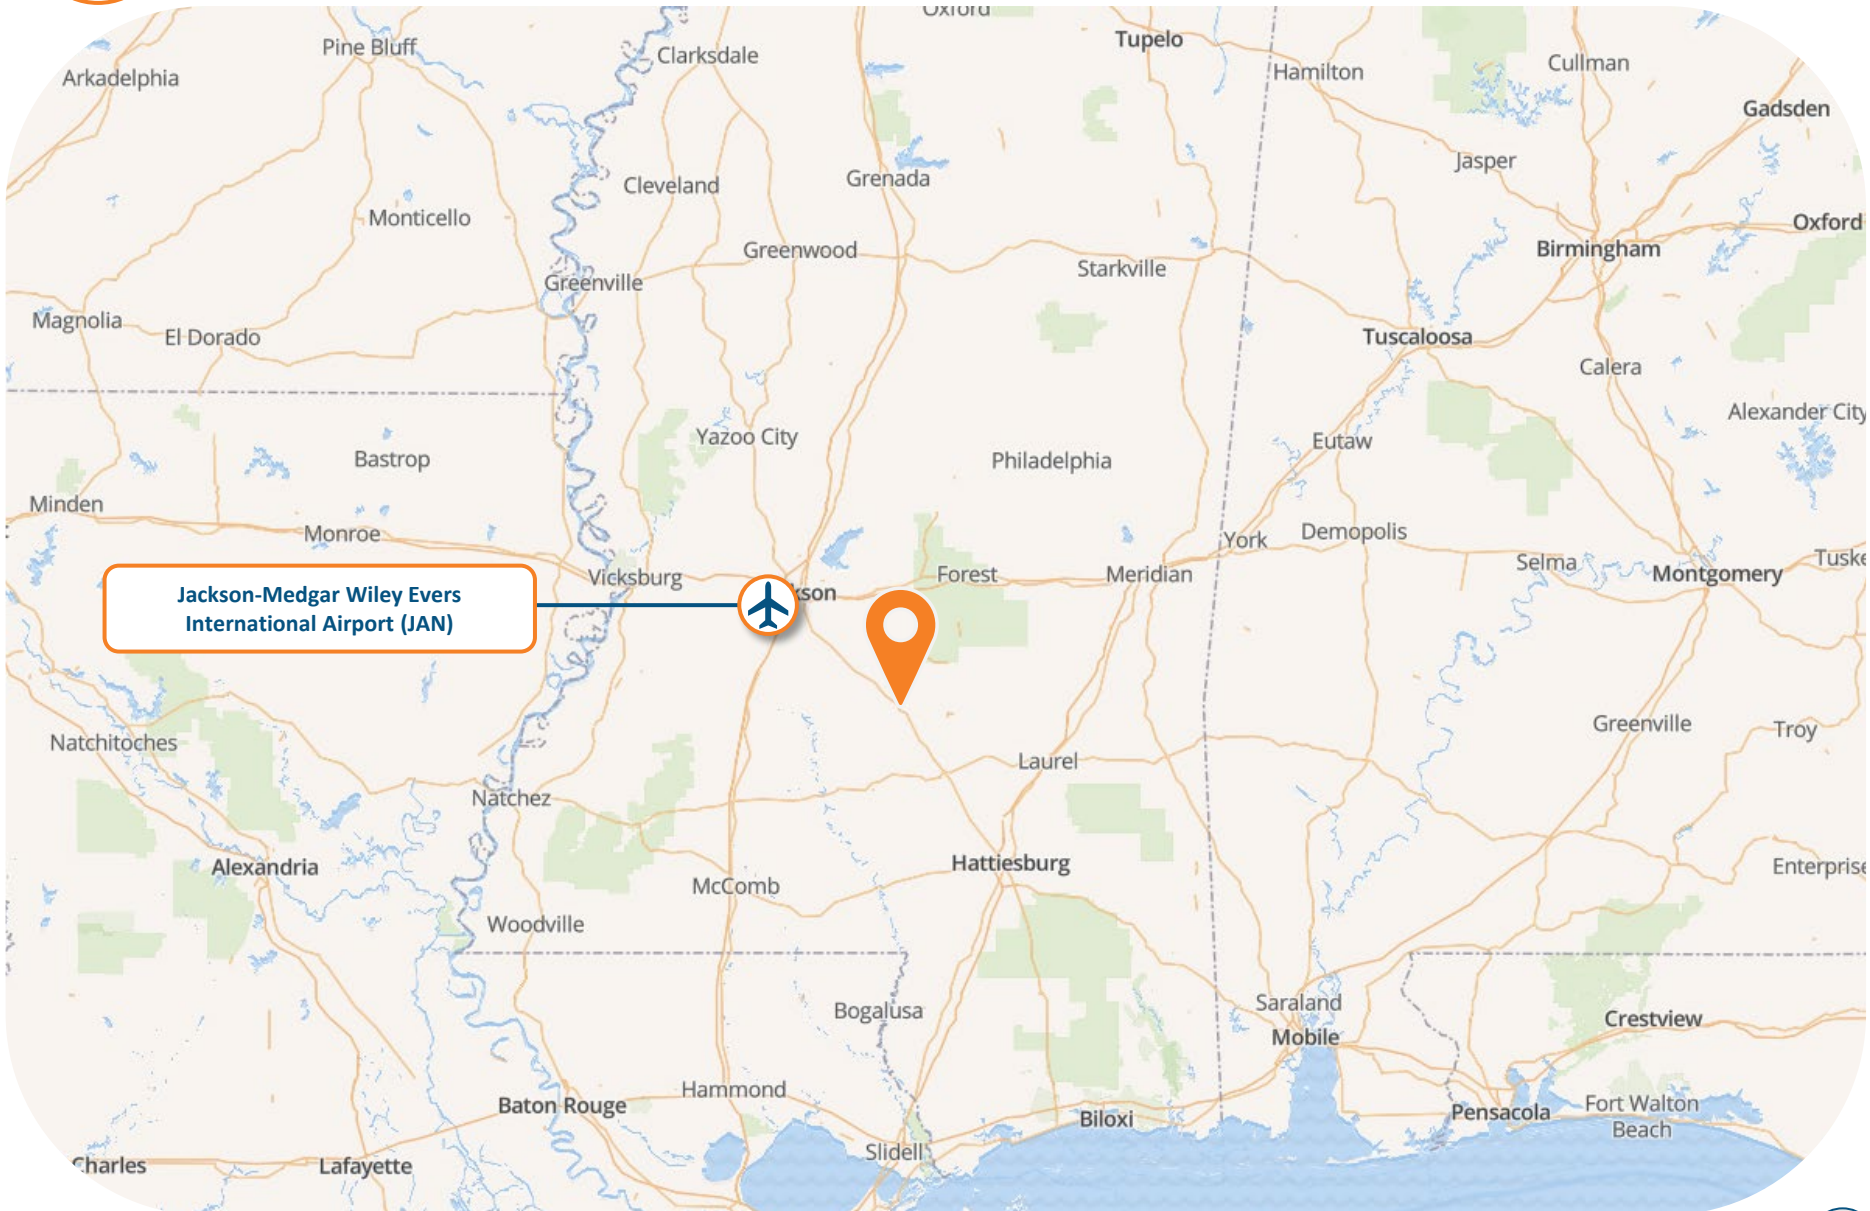 Oxford
Pine Bluff
Clarksdale
Tupelo
Arkadelphia
Hamilton
Cullman
Gadsden
Jasper
Cleveland
Grenada
Monticello
Oxford
Greenwood
Birmingham
Starkville
Greenville
Magnolia
El Dorado
Tuscaloosa
Calera
Alexander City
Yazoo City
Eutaw
Bastrop
Philadelphia
Minden
Monroe
York
Demopolis
Selma
Tuske
Vicksburg
Forest
Meridian
Montgomery
kson
Jackson-Medgar Wiley Evers
International Airport (JAN)
Natchitoches
Greenville
Troy
Laurel
Natchez
Alexandria
Hattiesburg
Enterprise
McComb
Woodville
Saraland
Bogalusa
Crestview
Mobile
Hammond
Baton Rouge
Biloxi
Pensacola
Fort Walton
Beach
Slidell
Charles
Lafayette